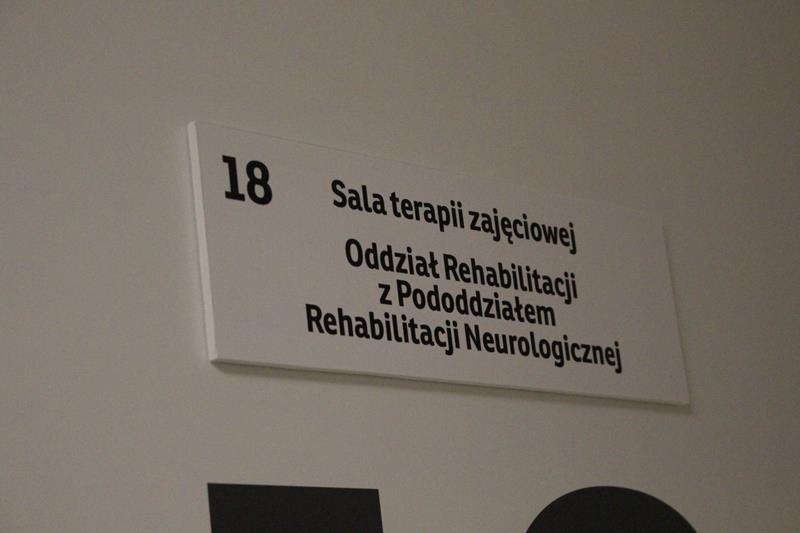 18
Sala terapii zajęciowej
Oddział Rehabilitacji
z Pododdziałem
Rehabilitacji Neurologicznej